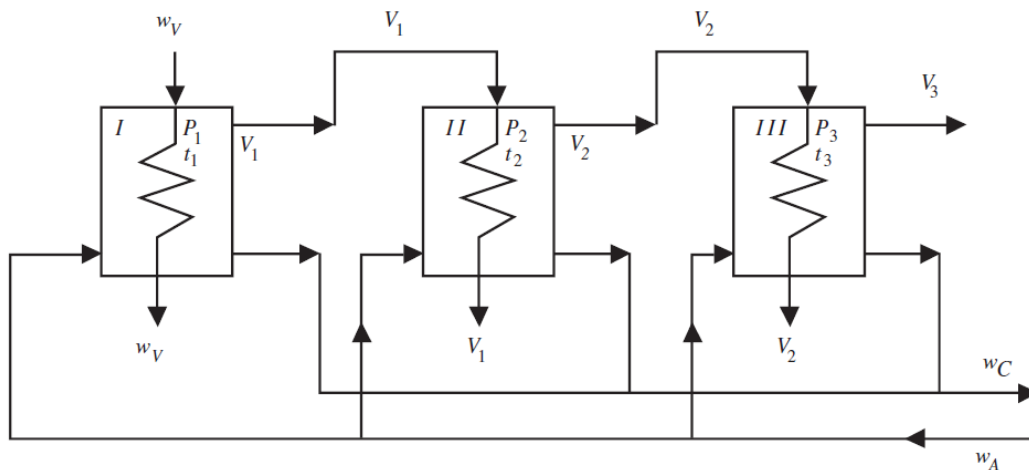 w_V
V_1
V_2
V_3
I P_1
t_1
V_1
II P_2
t_2
V_2
III P_3
t_3
w_V
V_1
V_2
w_C
w_A